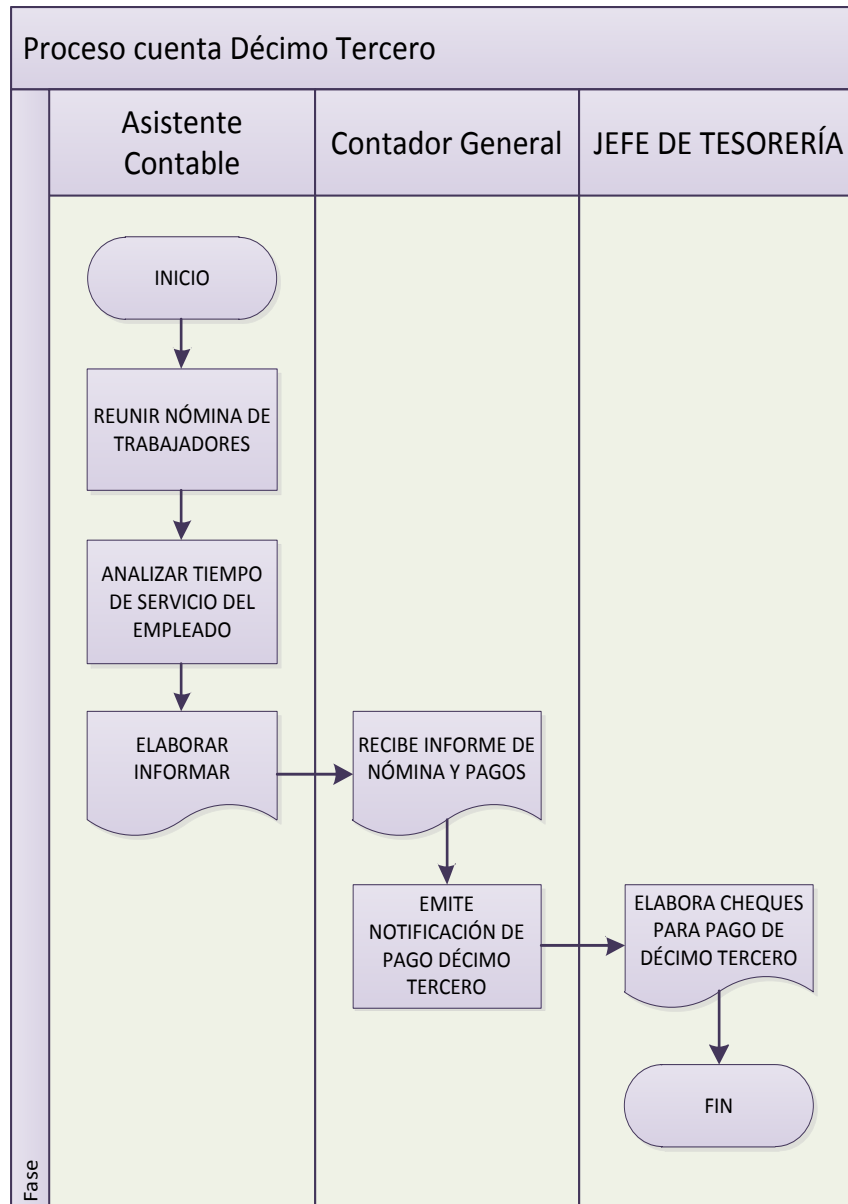 Proceso cuenta Décimo Tercero
Asistente
Contable
Contador General
JEFE DE TESORERÍA
INICIO
REUNIR NÓMINA DE
TRABAJADORES
ANALIZAR TIEMPO
DE SERVICIO DEL
EMPLEADO
ELABORAR
INFORMAR
RECIBE INFORME DE
NÓMINA Y PAGOS
EMITE
NOTIFICACIÓN DE
PAGO DÉCIMO
TERCERO
ELABORA CHEQUES
PARA PAGO DE
DÉCIMO TERCERO
FIN
Fase